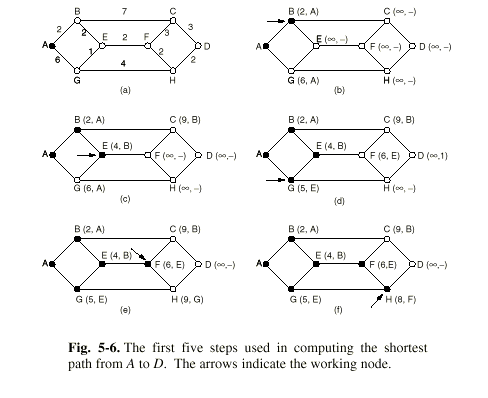 B 7 C
2 2 3 3
A E 2 F D
6 1 2 2
4
G H
(a)
B (2, A) C (∞, –)
A E (∞, –) F (∞, –) D (∞, –)
G (6, A) H (∞, –)
(b)
B (2, A) C (9, B)
A E (4, B) F (∞, –) D (∞,–)
G (6, A) H (∞, –)
(c)
B (2, A) C (9, B)
A E (4, B) F (6, E) D (∞,1)
G (5, E) H (∞, –)
(d)
B (2, A) C (9, B)
A E (4, B) F (6, E) D (∞,–)
G (5, E) H (9, G)
(e)
B (2, A) C (9, B)
A E (4, B) F (6,E) D (∞,–)
G (5, E) H (8, F)
(f)
Fig. 5-6. The first five steps used in computing the shortest
path from A to D. The arrows indicate the working node.